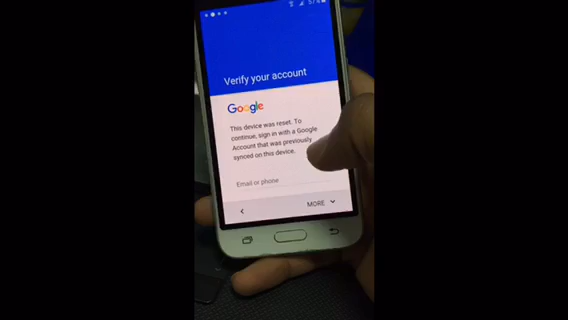 57%
Verify your account
Google
This device was reset. To
continue, sign in with a Google
Account that was previously
synced on this device.
Email or phone
MORE